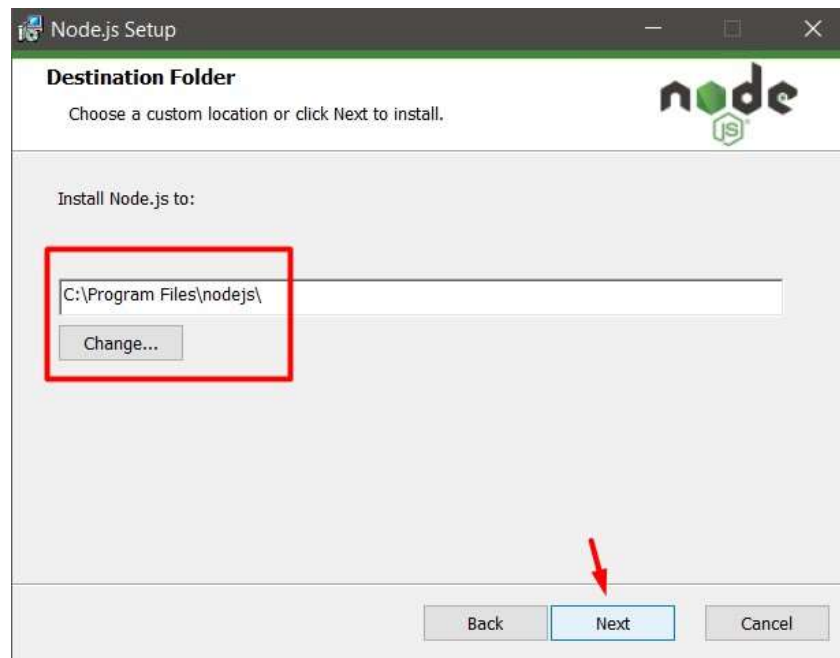 Node.js Setup
Destination Folder
Choose a custom location or click Next to install.
node
JS
Install Node.js to:
C:\Program Files\nodejs\
Change...
Back
Next
Cancel